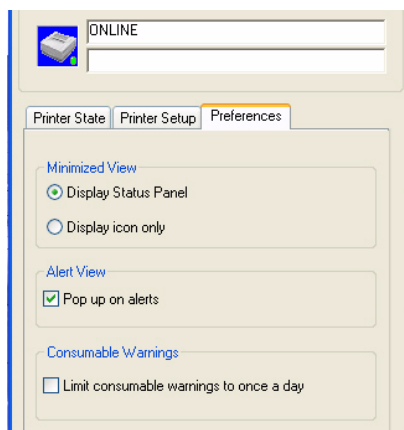 ONLINE
Printer State Printer Setup Preferences
Minimized View
Display Status Panel
Display icon only
Alert View
Pop up on alerts
Consumable Warnings
Limit consumable warnings to once a day